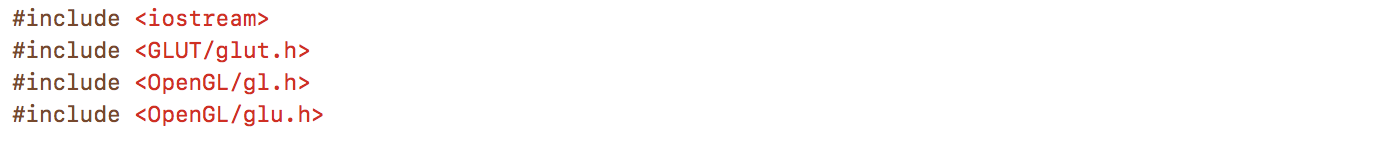 #include <iostream>
#include <GLUT/glut.h>
#include <OpenGL/gl.h>
#include <OpenGL/glu.h>